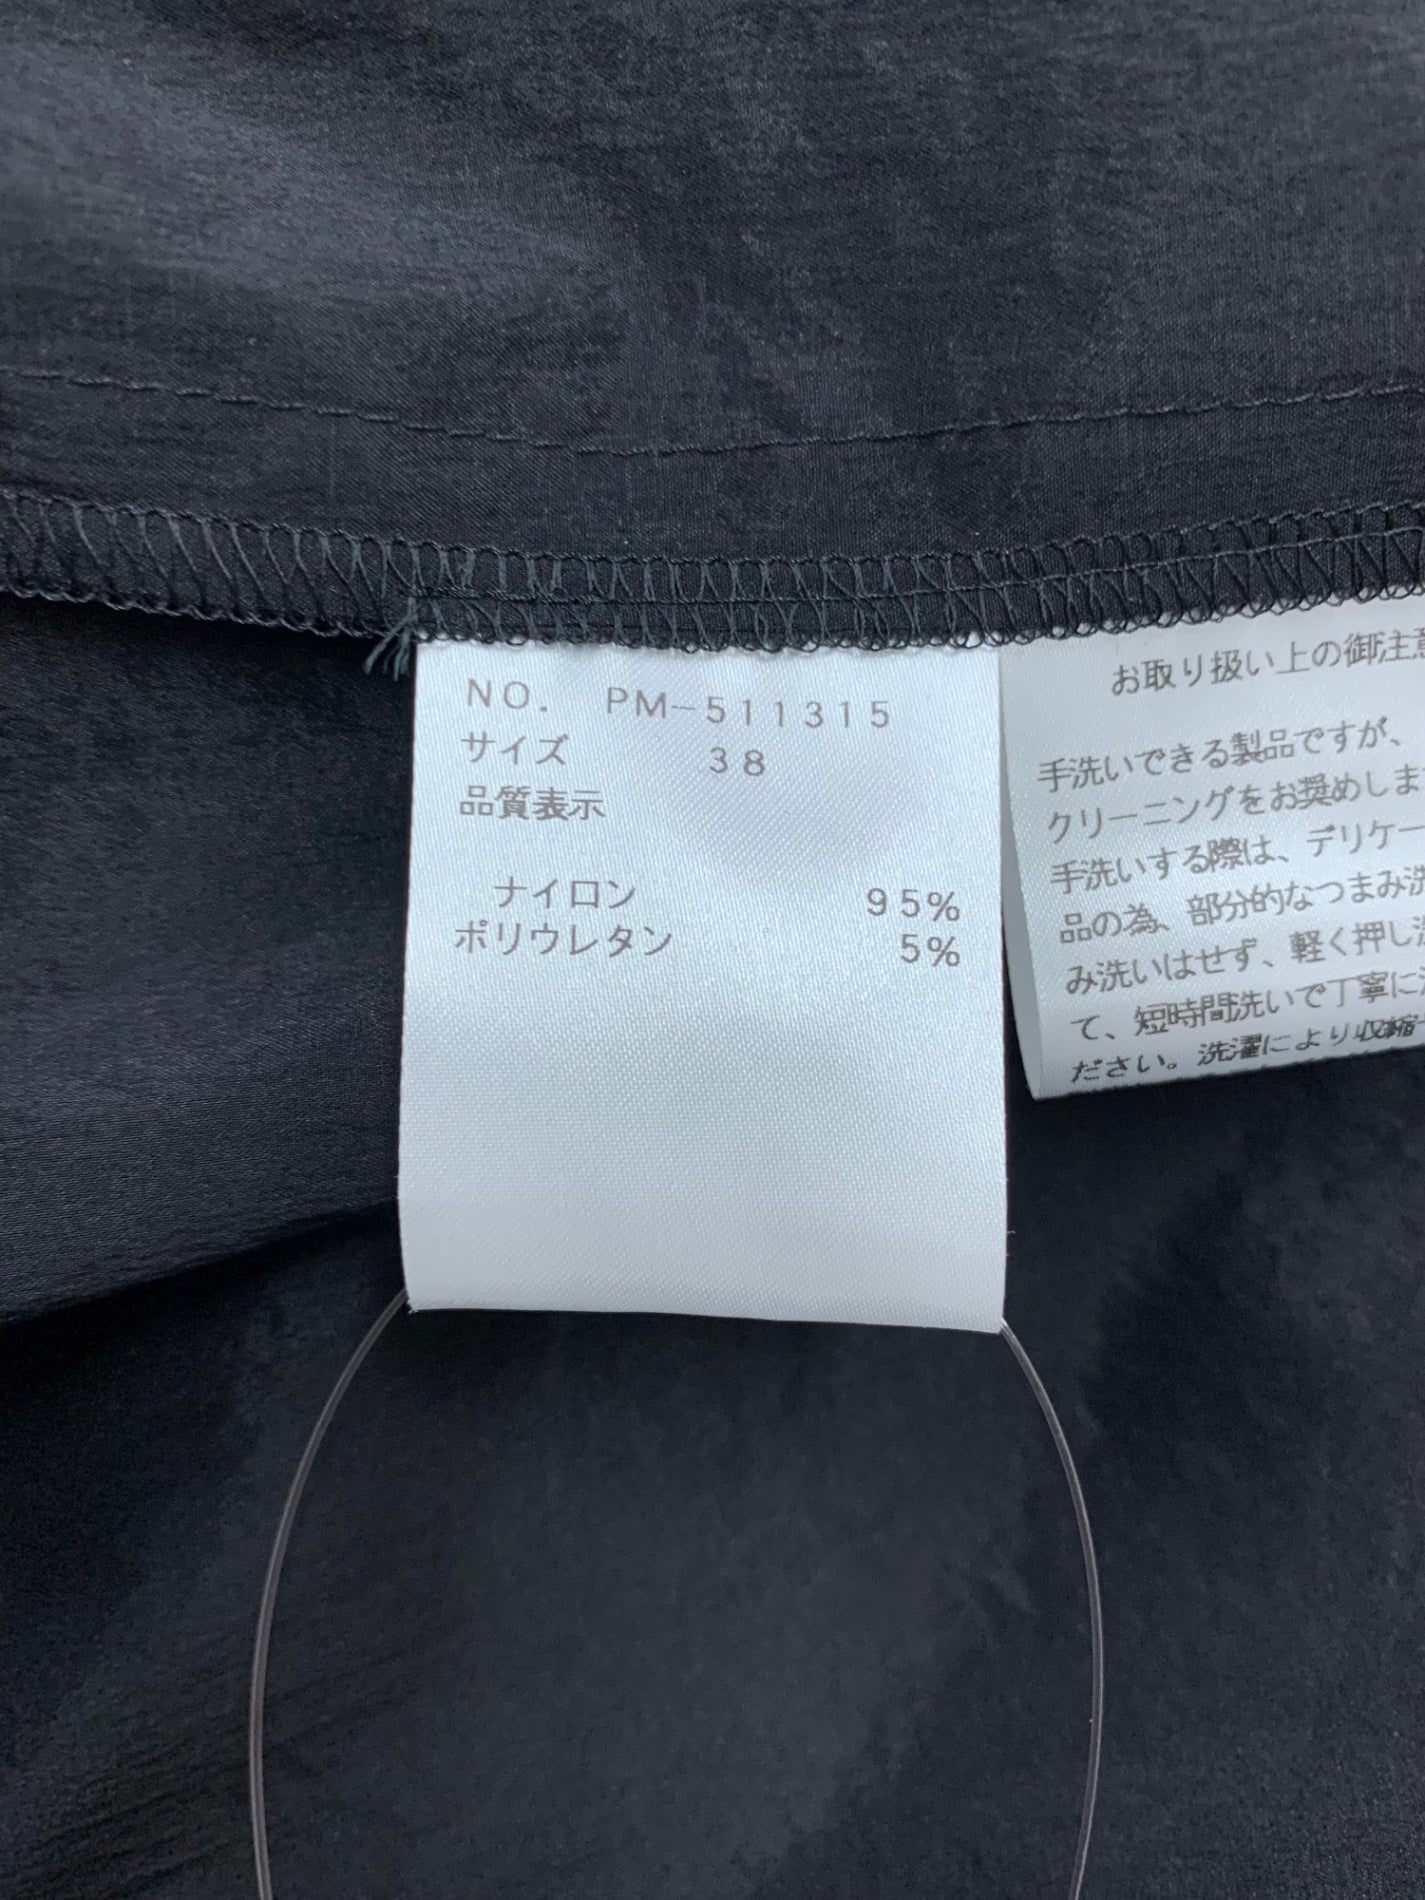 NO. PM-511315
サイズ 38
品質表示
ナイロン 95%
ポリウレタン 5%
お取り扱い上の御注意
手洗いできる製品ですが、
クリーニングをお奨めしま
手洗いする際は、デリケー
品の為、部分的なつまみ洗
み洗いはせず、軽く押し
て、短時間洗いで丁寧に
ださい。洗濯により収縮